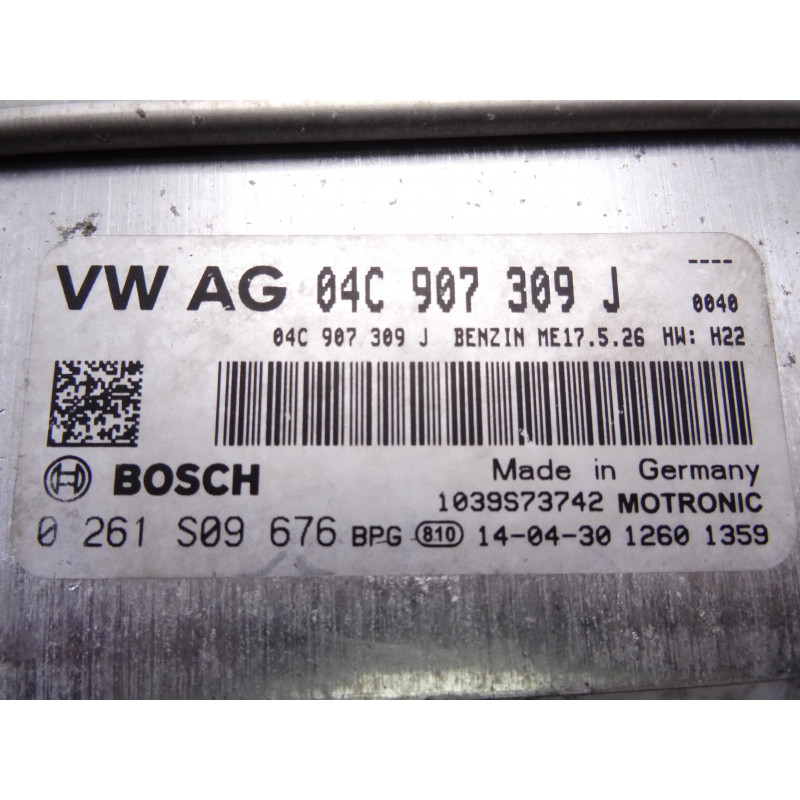 VW AG 04C 907 309 J ----
0040
04C 907 309 J BENZIN ME17.5.26 HW: H22
BOSCH Made in Germany
1039S73742 MOTRONIC
0 261 S09 676 BPG 810 14-04-30 1260 1359